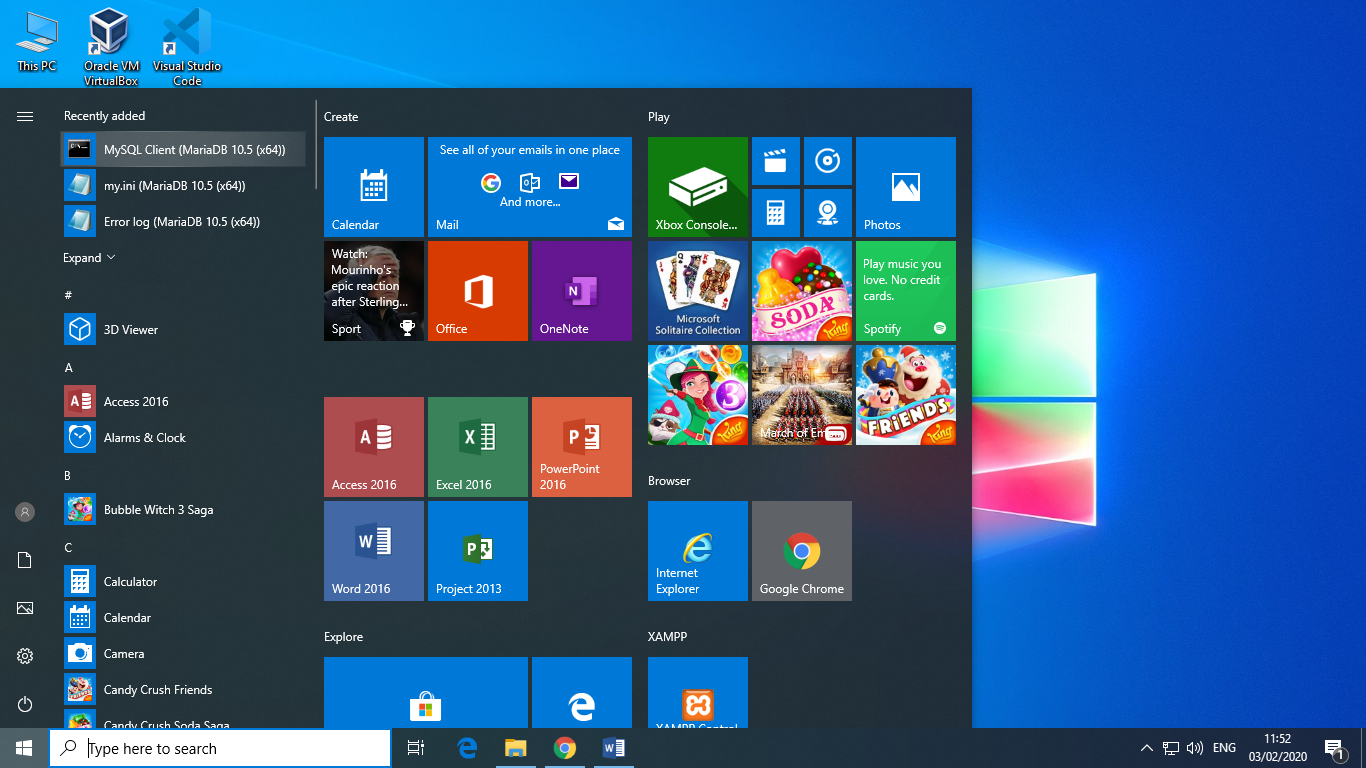 This PC
Oracle VM
VirtualBox
Visual Studio
Code
Recently added
MySQL Client (MariaDB 10.5 (x64))
my.ini (MariaDB 10.5 (x64))
Error log (MariaDB 10.5 (x64))
Expand
#
3D Viewer
A
Access 2016
Alarms & Clock
B
Bubble Witch 3 Saga
C
Calculator
Calendar
Camera
Candy Crush Friends
Candy Crush Soda Saga
Create
Calendar
See all of your emails in one place
And more...
Mail
Watch:
Mourinho's
epic reaction
after Sterling...
Sport
Office
N
OneNote
A
Access 2016
X
Excel 2016
P
PowerPoint
2016
W
Word 2016
P
Project 2013
Explore
Play
Xbox Console...
Photos
Microsoft
Solitaire Collection
SODA
King
Play music you
love. No credit
cards.
Spotify
3
King
March of Em
FRIENDS
King
Browser
Internet
Explorer
Google Chrome
XAMPP
XAMPP Control
Type here to search
ENG
11:52
03/02/2020
1